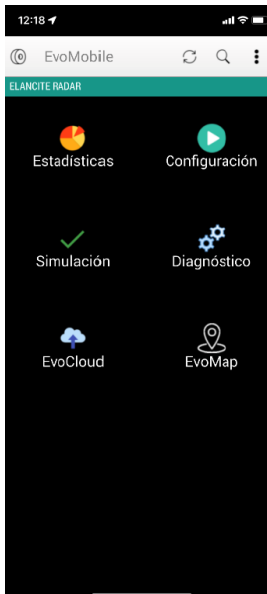 12:18
EvoMobile
ELANCITE RADAR
Estadísticas
Configuración
Simulación
Diagnóstico
EvoCloud
EvoMap